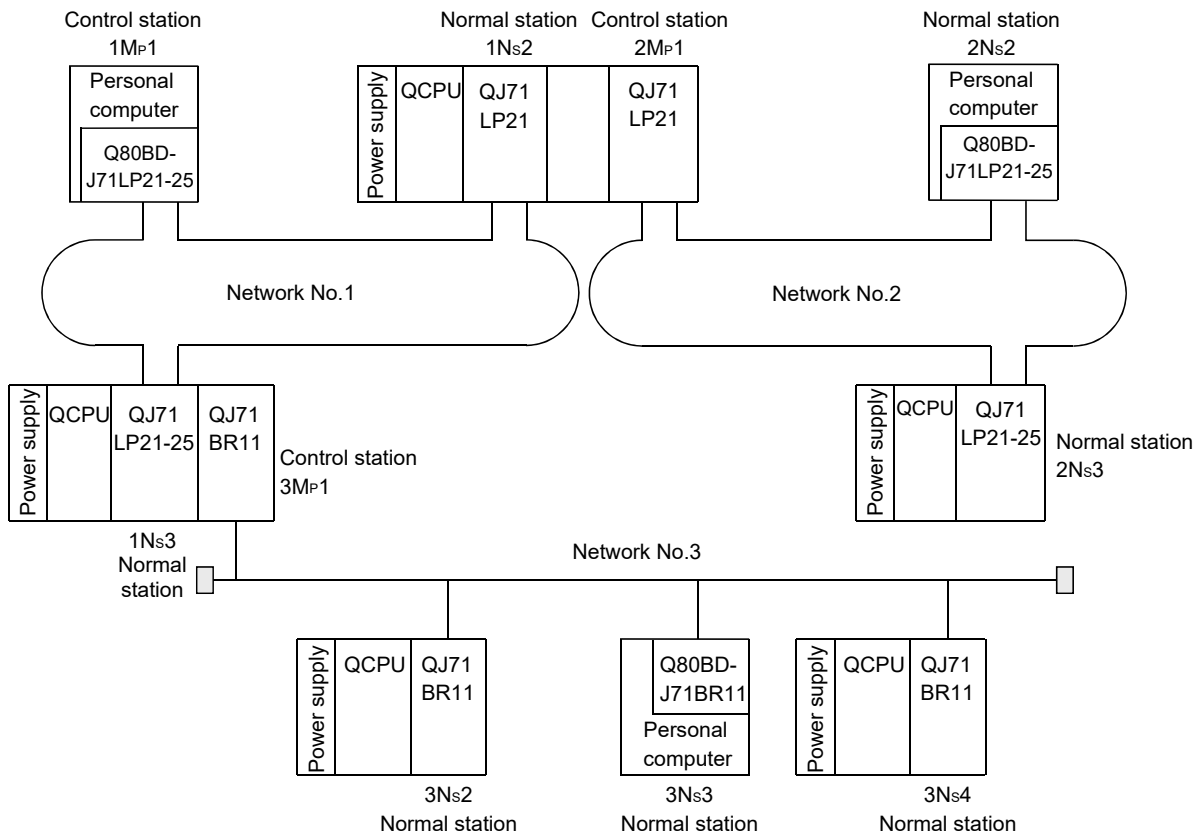 Control station
1MP1
Normal station
1NS2
Control station
2MP1
Normal station
2NS2
Personal
computer
Q80BD-
J71LP21-25
Power supply
QCPU
QJ71
LP21
QJ71
LP21
Personal
computer
Q80BD-
J71LP21-25
Network No.1
Network No.2
Power supply
QCPU
QJ71
LP21-25
QJ71
BR11
Control station
3MP1
1NS3
Normal
station
Power supply
QCPU
QJ71
LP21-25
Normal station
2NS3
Network No.3
Power supply
QCPU
QJ71
BR11
3NS2
Normal station
Q80BD-
J71BR11
Personal
computer
3NS3
Normal station
Power supply
QCPU
QJ71
BR11
3NS4
Normal station